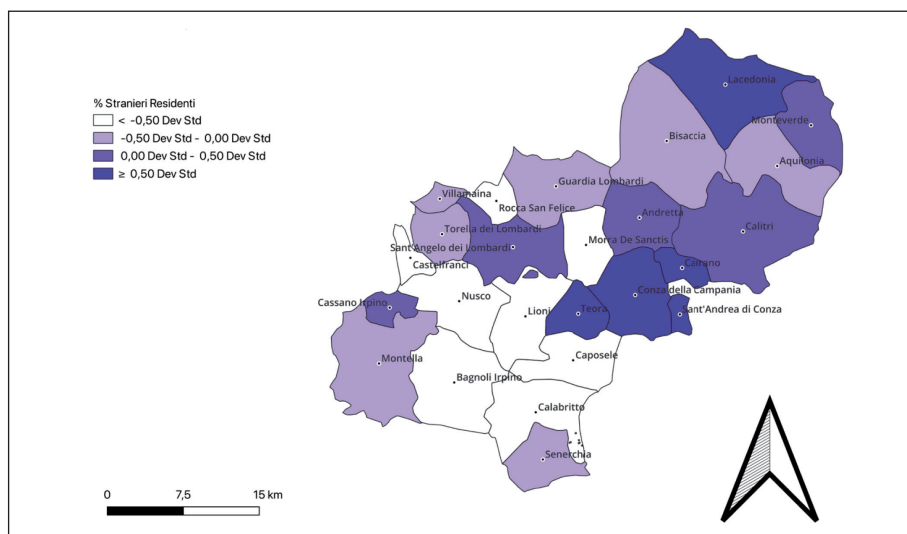 % Stranieri Residenti
< -0,50 Dev Std
-0,50 Dev Std - 0,00 Dev Std
0,00 Dev Std - 0,50 Dev Std
≥ 0,50 Dev Std
Lacedonia
Monteverde
Bisaccia
Aquilonia
Guardia Lombardi
Villamaina
Rocca San Felice
Andretta
Calitri
Torella dei Lombardi
Morra De Sanctis
Sant'Angelo dei Lombardi
Castelfranci
Cairano
Conza della Campania
Nusco
Cassano Irpino
Lioni
Teora
Sant'Andrea di Conza
Montella
Caposele
Bagnoli Irpino
Calabritto
Senerchia
0 7,5 15 km